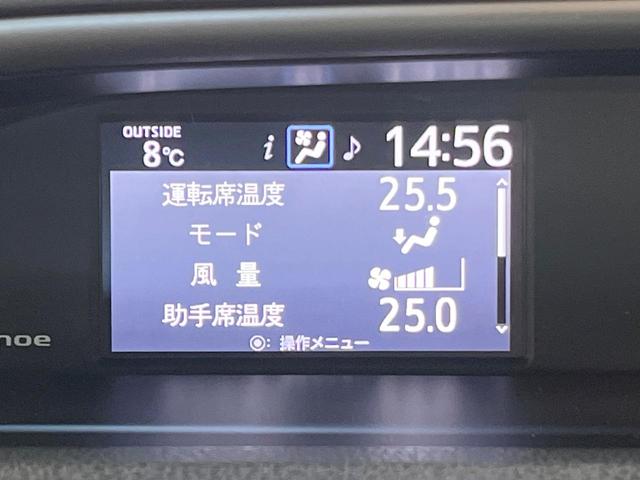 OUTSIDE
8℃ i ♪ 14:56
運転席温度 25.5
モード
風量
助手席温度 25.0
◎: 操作メニュー
noe